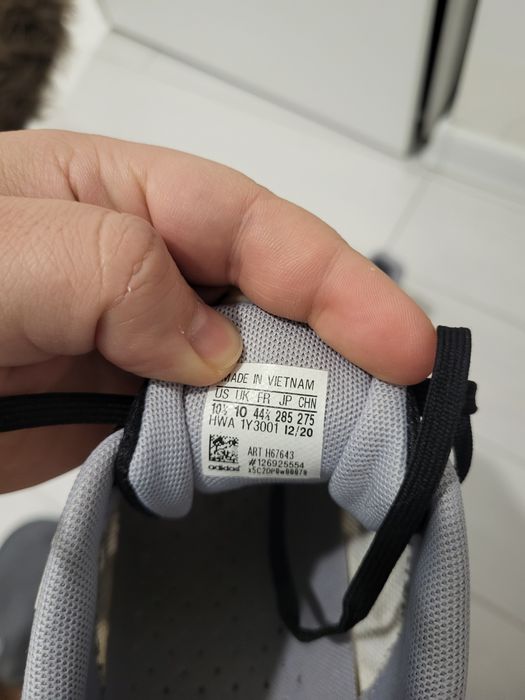 MADE IN VIETNAM
US UK FR JP CHN
10½ 10 44⅔ 285 275
HWA 1Y3001 12/20
ART H67643
#126925554
adidas